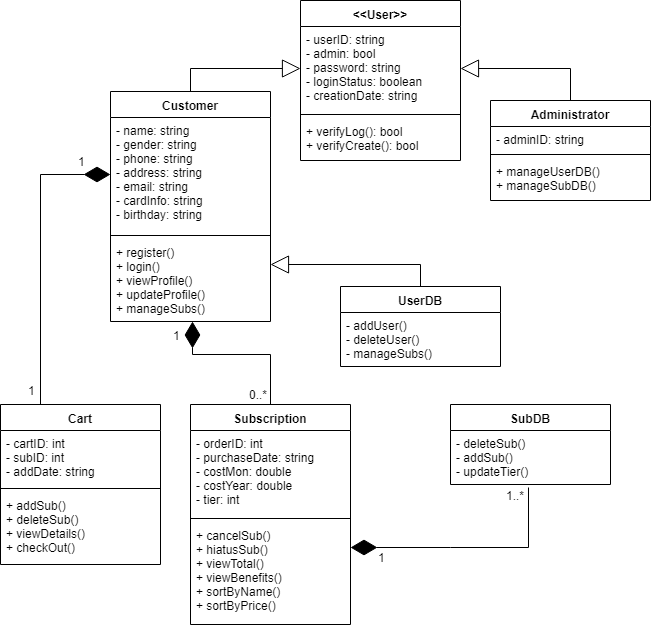 <<User>>
- userID: string
- admin: bool
- password: string
- loginStatus: boolean
- creationDate: string
+ verifyLog(): bool
+ verifyCreate(): bool
Customer
- name: string
- gender: string
- phone: string
- address: string
- email: string
- cardInfo: string
- birthday: string
+ register()
+ login()
+ viewProfile()
+ updateProfile()
+ manageSubs()
Administrator
- adminID: string
+ manageUserDB()
+ manageSubDB()
1
1
UserDB
- addUser()
- deleteUser()
- manageSubs()
1
0..*
Cart
- cartID: int
- subID: int
- addDate: string
+ addSub()
+ deleteSub()
+ viewDetails()
+ checkOut()
Subscription
- orderID: int
- purchaseDate: string
- costMon: double
- costYear: double
- tier: int
+ cancelSub()
+ hiatusSub()
+ viewTotal()
+ viewBenefits()
+ sortByName()
+ sortByPrice()
SubDB
- deleteSub()
- addSub()
- updateTier()
1..*
1